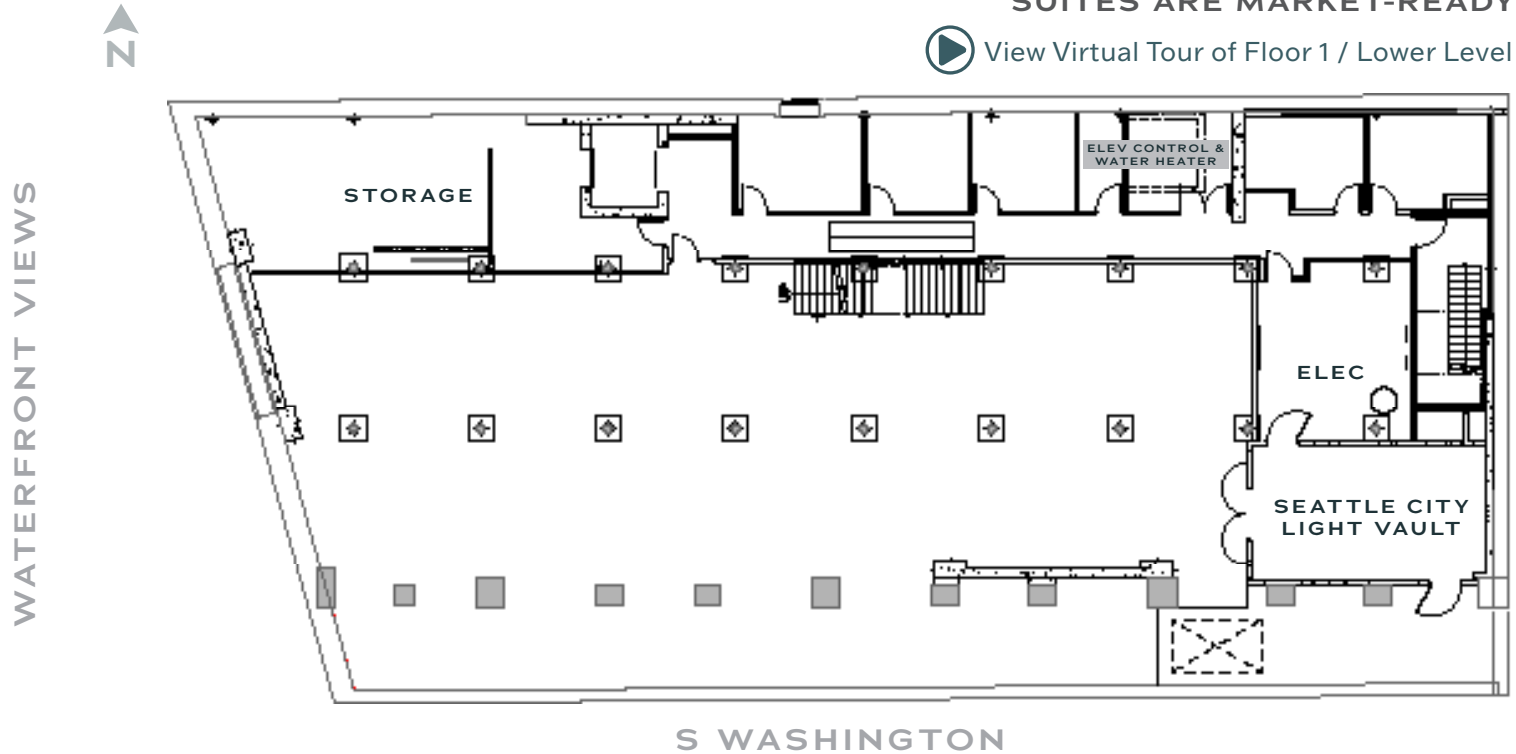 SUITES ARE MARKET-READY
N
View Virtual Tour of Floor 1 / Lower Level
ELEV CONTROL &
WATER HEATER
STORAGE
WATERFRONT VIEWS
ELEC
SEATTLE CITY
LIGHT VAULT
S WASHINGTON